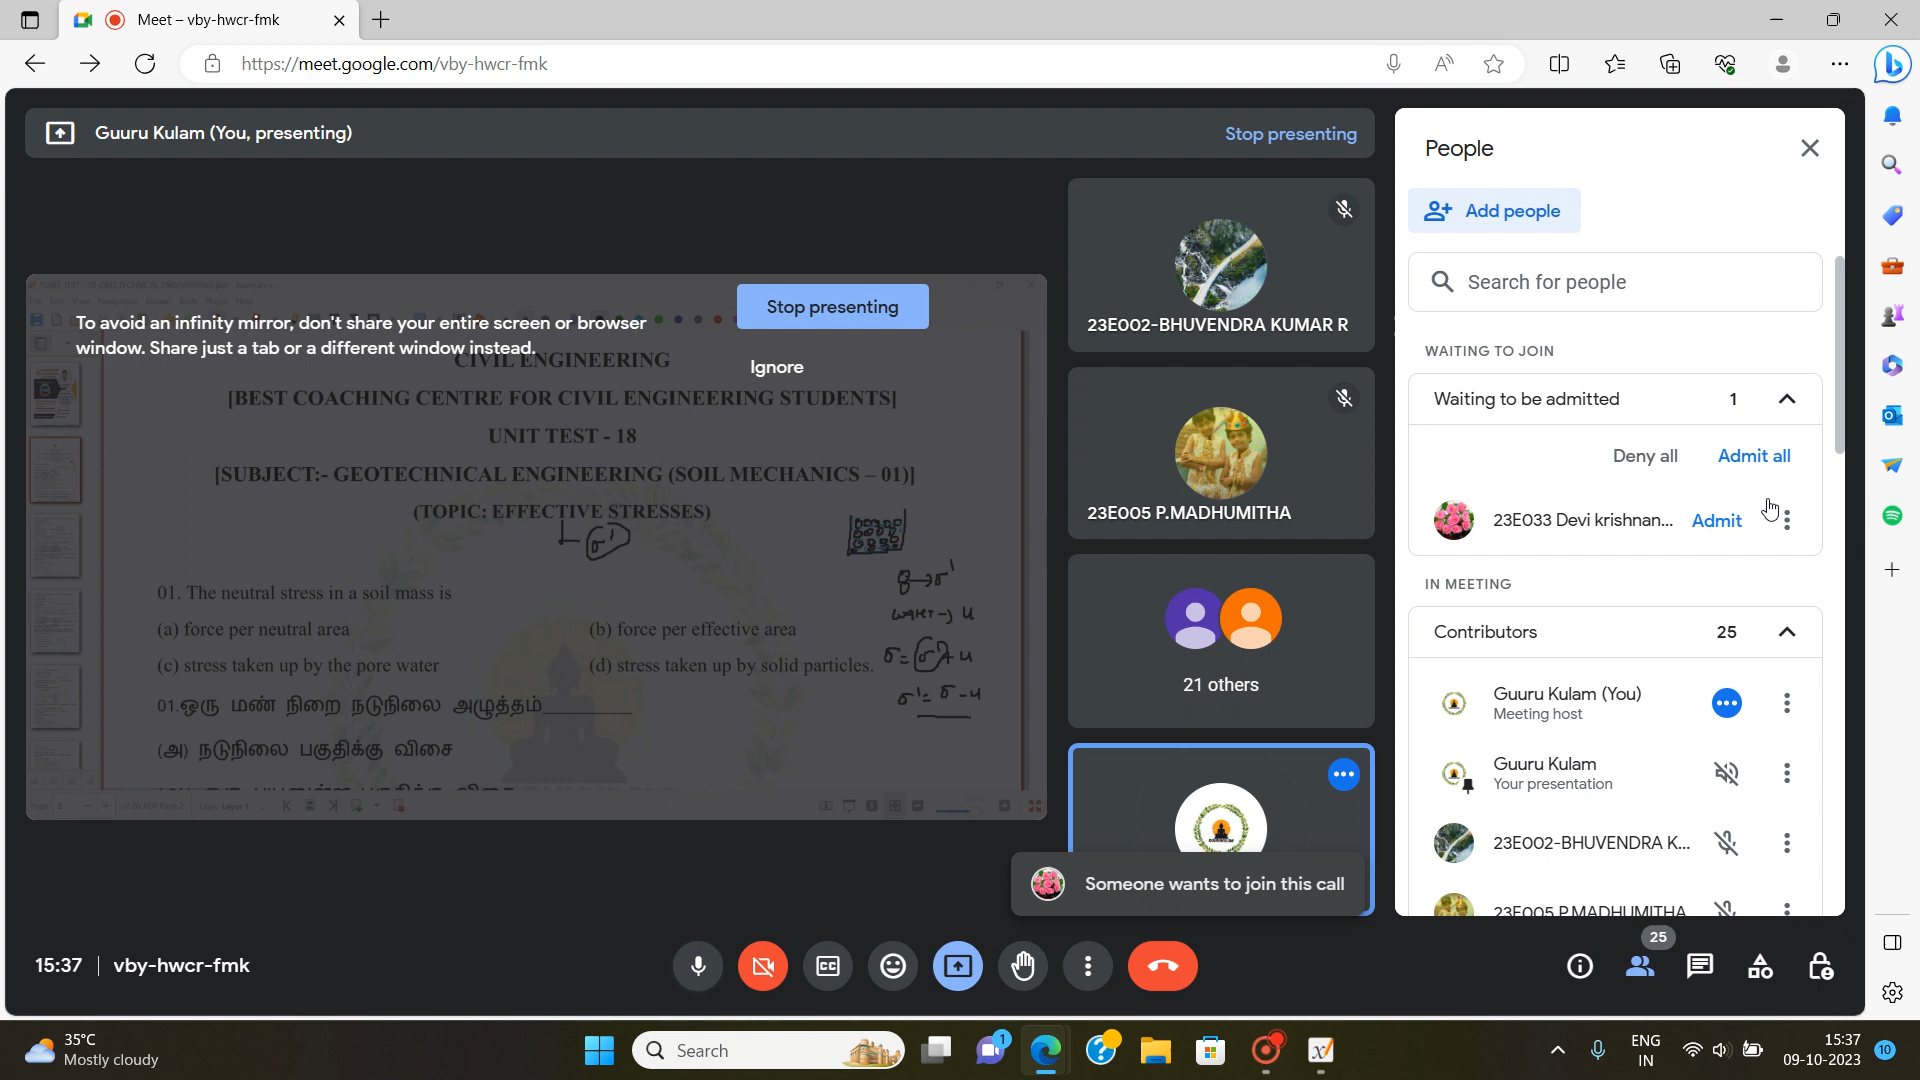 Meet – vby-hwcr-fmk
https://meet.google.com/vby-hwcr-fmk
Guuru Kulam (You, presenting)
Stop presenting
To avoid an infinity mirror, don't share your entire screen or browser
window. Share just a tab or a different window instead.
Stop presenting
Ignore
CIVIL ENGINEERING
[BEST COACHING CENTRE FOR CIVIL ENGINEERING STUDENTS]
UNIT TEST - 18
[SUBJECT:- GEOTECHNICAL ENGINEERING (SOIL MECHANICS – 01)]
(TOPIC: EFFECTIVE STRESSES)
σ'
water → u
σ = σ' + u
σ' = σ - u
01. The neutral stress in a soil mass is
(a) force per neutral area
(b) force per effective area
(c) stress taken up by the pore water
(d) stress taken up by solid particles.
01.ஒரு மண் நிறை நடுநிலை அழுத்தம்________
(அ) நடுநிலை பகுதிக்கு விசை
23E002-BHUVENDRA KUMAR R
23E005 P.MADHUMITHA
21 others
Someone wants to join this call
People
Add people
Search for people
WAITING TO JOIN
Waiting to be admitted 1
Deny all Admit all
23E033 Devi krishnan... Admit
IN MEETING
Contributors 25
Guuru Kulam (You)
Meeting host
Guuru Kulam
Your presentation
23E002-BHUVENDRA K...
23E005 P.MADHUMITHA
15:37 | vby-hwcr-fmk
25
35°C
Mostly cloudy
Search
1
ENG
IN
15:37
09-10-2023
10